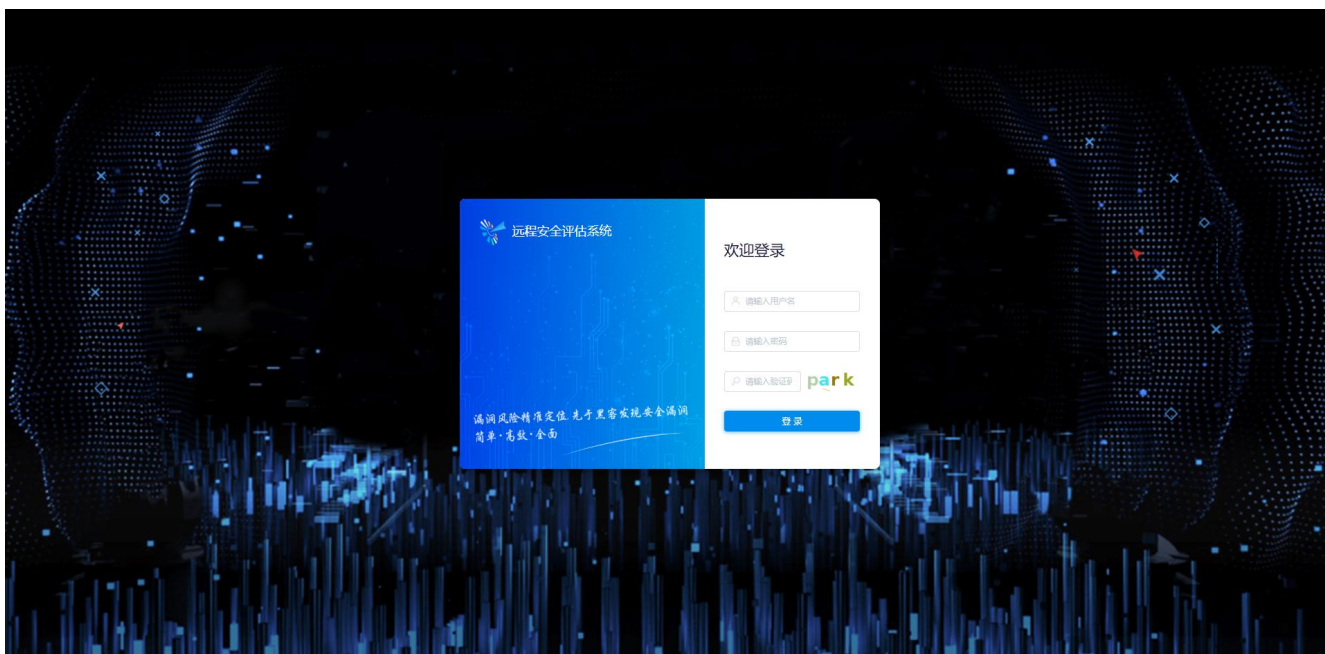 远程安全评估系统
漏洞风险精准定位 先于黑客发现安全漏洞
简单·高效·全面
欢迎登录
请输入用户名
请输入密码
请输入验证码
park
登 录